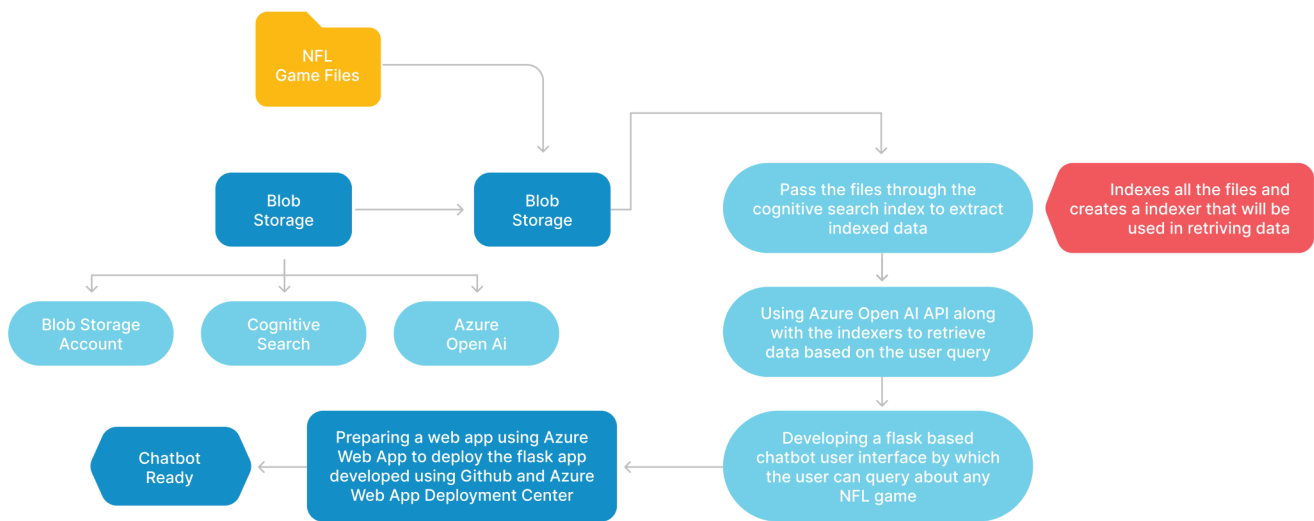 NFL
Game Files
Blob
Storage
Blob
Storage
Pass the files through the
cognitive search index to extract
indexed data
Indexes all the files and
creates a indexer that will be
used in retriving data
Blob Storage
Account
Cognitive
Search
Azure
Open Ai
Using Azure Open AI API along
with the indexers to retrieve
data based on the user query
Developing a flask based
chatbot user interface by which
the user can query about any
NFL game
Preparing a web app using Azure
Web App to deploy the flask app
developed using Github and Azure
Web App Deployment Center
Chatbot
Ready